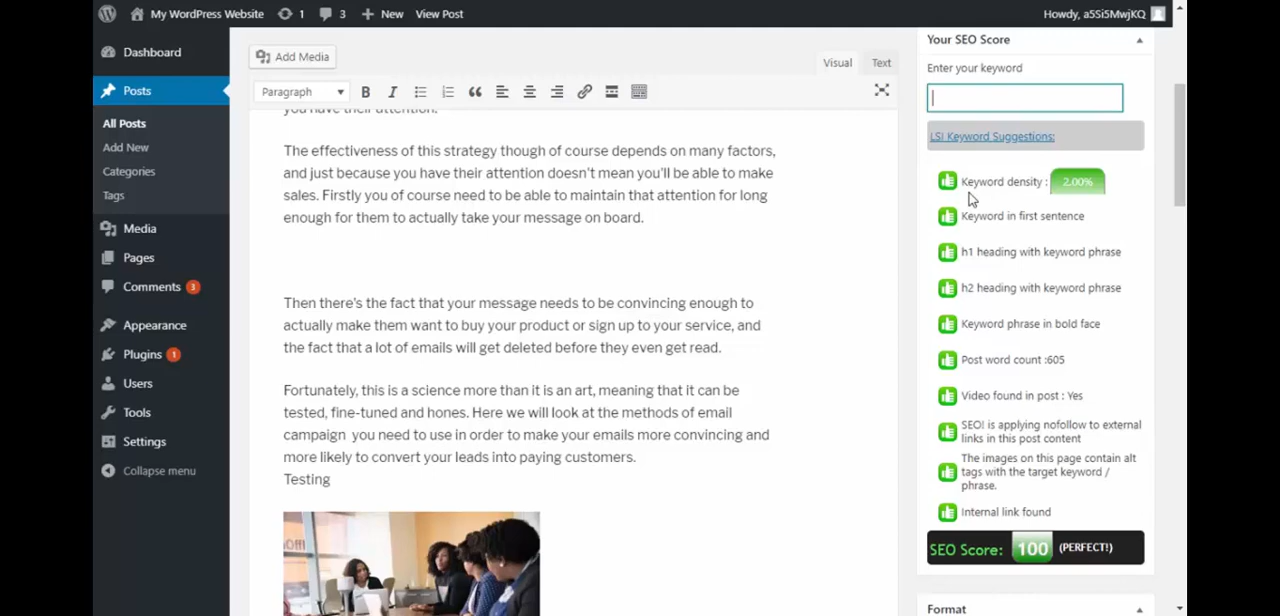 My WordPress Website 1 3 New View Post Howdy, a5Si5MwjKQ
Dashboard
Posts
All Posts
Add New
Categories
Tags
Media
Pages
Comments 3
Appearance
Plugins 1
Users
Tools
Settings
Collapse menu
Add Media
Visual Text
Paragraph B I
you have their attention.
The effectiveness of this strategy though of course depends on many factors,
and just because you have their attention doesn't mean you'll be able to make
sales. Firstly you of course need to be able to maintain that attention for long
enough for them to actually take your message on board.
Then there's the fact that your message needs to be convincing enough to
actually make them want to buy your product or sign up to your service, and
the fact that a lot of emails will get deleted before they even get read.
Fortunately, this is a science more than it is an art, meaning that it can be
tested, fine-tuned and hones. Here we will look at the methods of email
campaign you need to use in order to make your emails more convincing and
more likely to convert your leads into paying customers.
Testing
Your SEO Score
Enter your keyword
LSI Keyword Suggestions:
Keyword density : 2.00%
Keyword in first sentence
h1 heading with keyword phrase
h2 heading with keyword phrase
Keyword phrase in bold face
Post word count :605
Video found in post : Yes
SEO! is applying nofollow to external
links in this post content
The images on this page contain alt
tags with the target keyword /
phrase.
Internal link found
SEO Score: 100 (PERFECT!)
Format